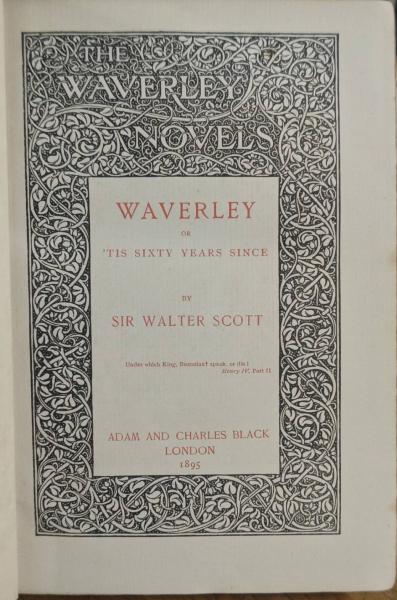 THE
WAVERLEY
NOVELS
WAVERLEY
OR
'TIS SIXTY YEARS SINCE
BY
SIR WALTER SCOTT
Under which King, Bezonian? speak, or die!
Henry IV, Part II
ADAM AND CHARLES BLACK
LONDON
1895